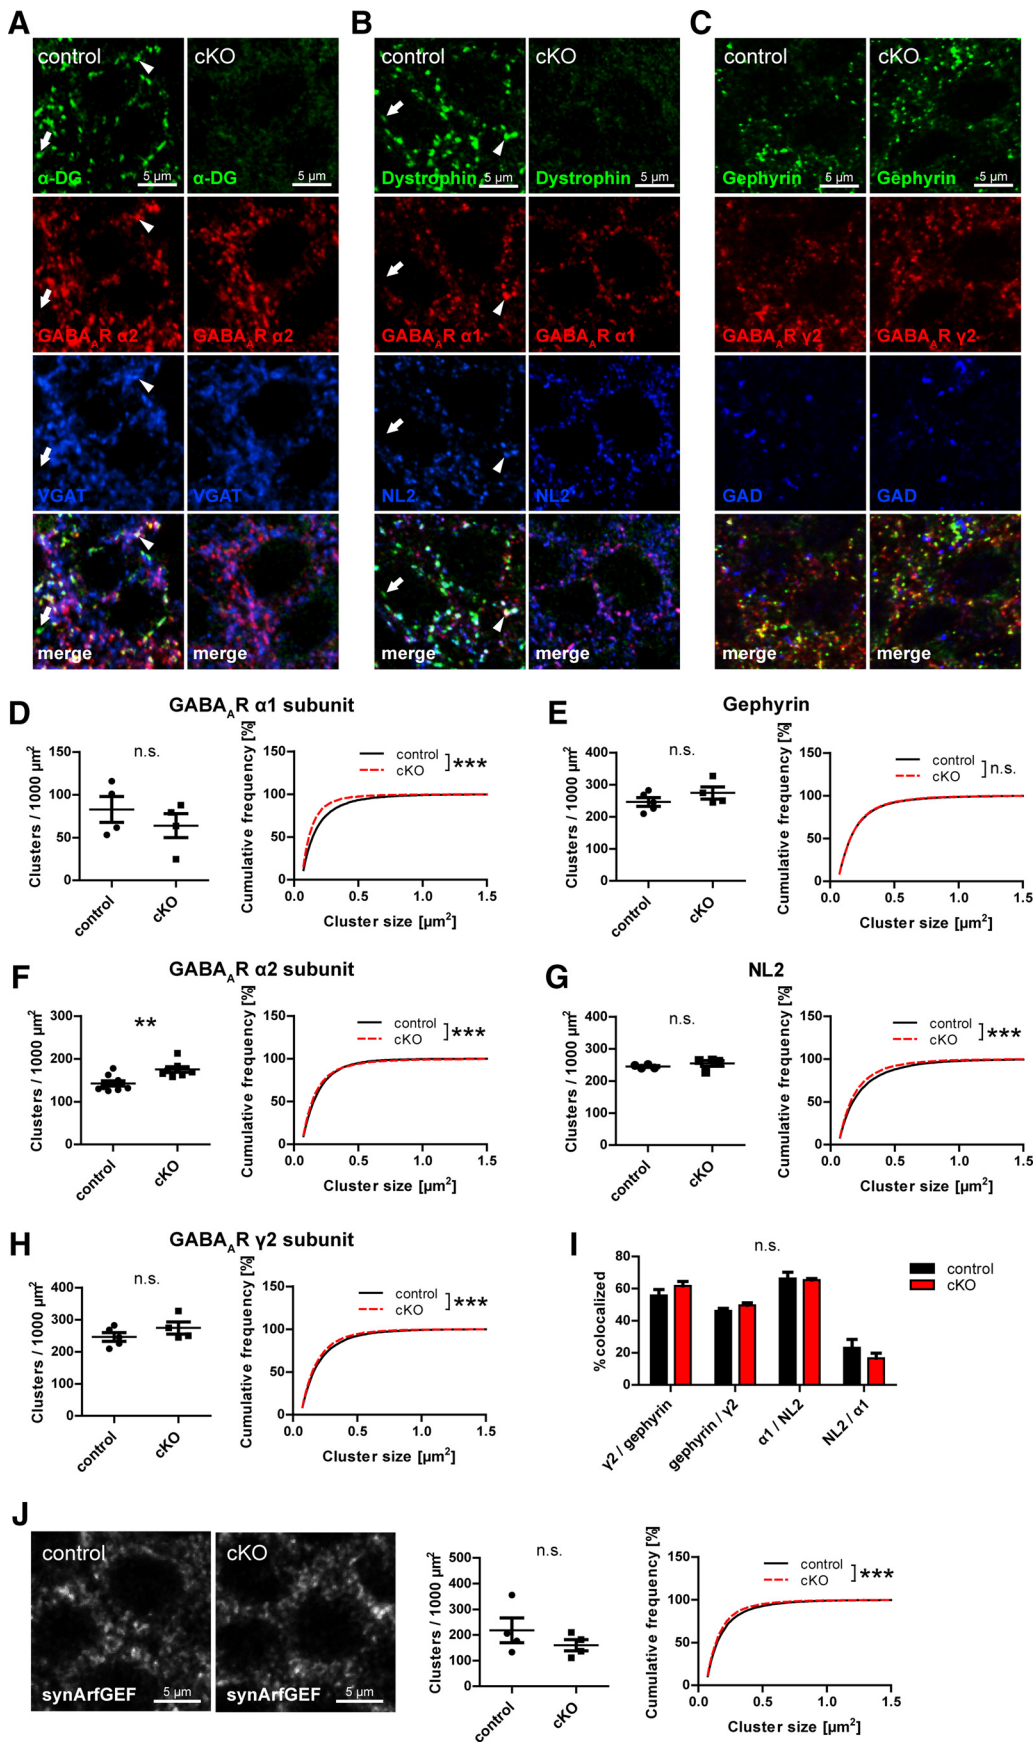 A B C
control cKO control cKO control cKO
α-DG α-DG Dystrophin Dystrophin Gephyrin Gephyrin
5 µm 5 µm 5 µm 5 µm 5 µm 5 µm
GABA_AR α2 GABA_AR α2 GABA_AR α1 GABA_AR α1 GABA_AR γ2 GABA_AR γ2
VGAT VGAT NL2 NL2 GAD GAD
merge merge merge merge merge merge
D GABA_AR α1 subunit
Clusters / 1000 µm²
150
100
50
0
n.s.
control cKO
Cumulative frequency [%]
150
100
50
0
control
cKO
***
0.0 0.5 1.0 1.5
Cluster size [µm²]
E Gephyrin
Clusters / 1000 µm²
400
300
200
100
0
n.s.
control cKO
Cumulative frequency [%]
150
100
50
0
control
cKO
n.s.
0.0 0.5 1.0 1.5
Cluster size [µm²]
F GABA_AR α2 subunit
Clusters / 1000 µm²
300
200
100
0
**
control cKO
Cumulative frequency [%]
150
100
50
0
control
cKO
***
0.0 0.5 1.0 1.5
Cluster size [µm²]
G NL2
Clusters / 1000 µm²
400
300
200
100
0
n.s.
control cKO
Cumulative frequency [%]
150
100
50
0
control
cKO
***
0.0 0.5 1.0 1.5
Cluster size [µm²]
H GABA_AR γ2 subunit
Clusters / 1000 µm²
400
300
200
100
0
n.s.
control cKO
Cumulative frequency [%]
150
100
50
0
control
cKO
***
0.0 0.5 1.0 1.5
Cluster size [µm²]
I
n.s.
% colocalized
80
60
40
20
0
control
cKO
γ2 / gephyrin gephyrin / γ2 α1 / NL2 NL2 / α1
J
control cKO
synArfGEF 5 µm synArfGEF 5 µm
Clusters / 1000 µm²
500
400
300
200
100
0
n.s.
control cKO
Cumulative frequency [%]
150
100
50
0
control
cKO
***
0.0 0.5 1.0 1.5
Cluster size [µm²]